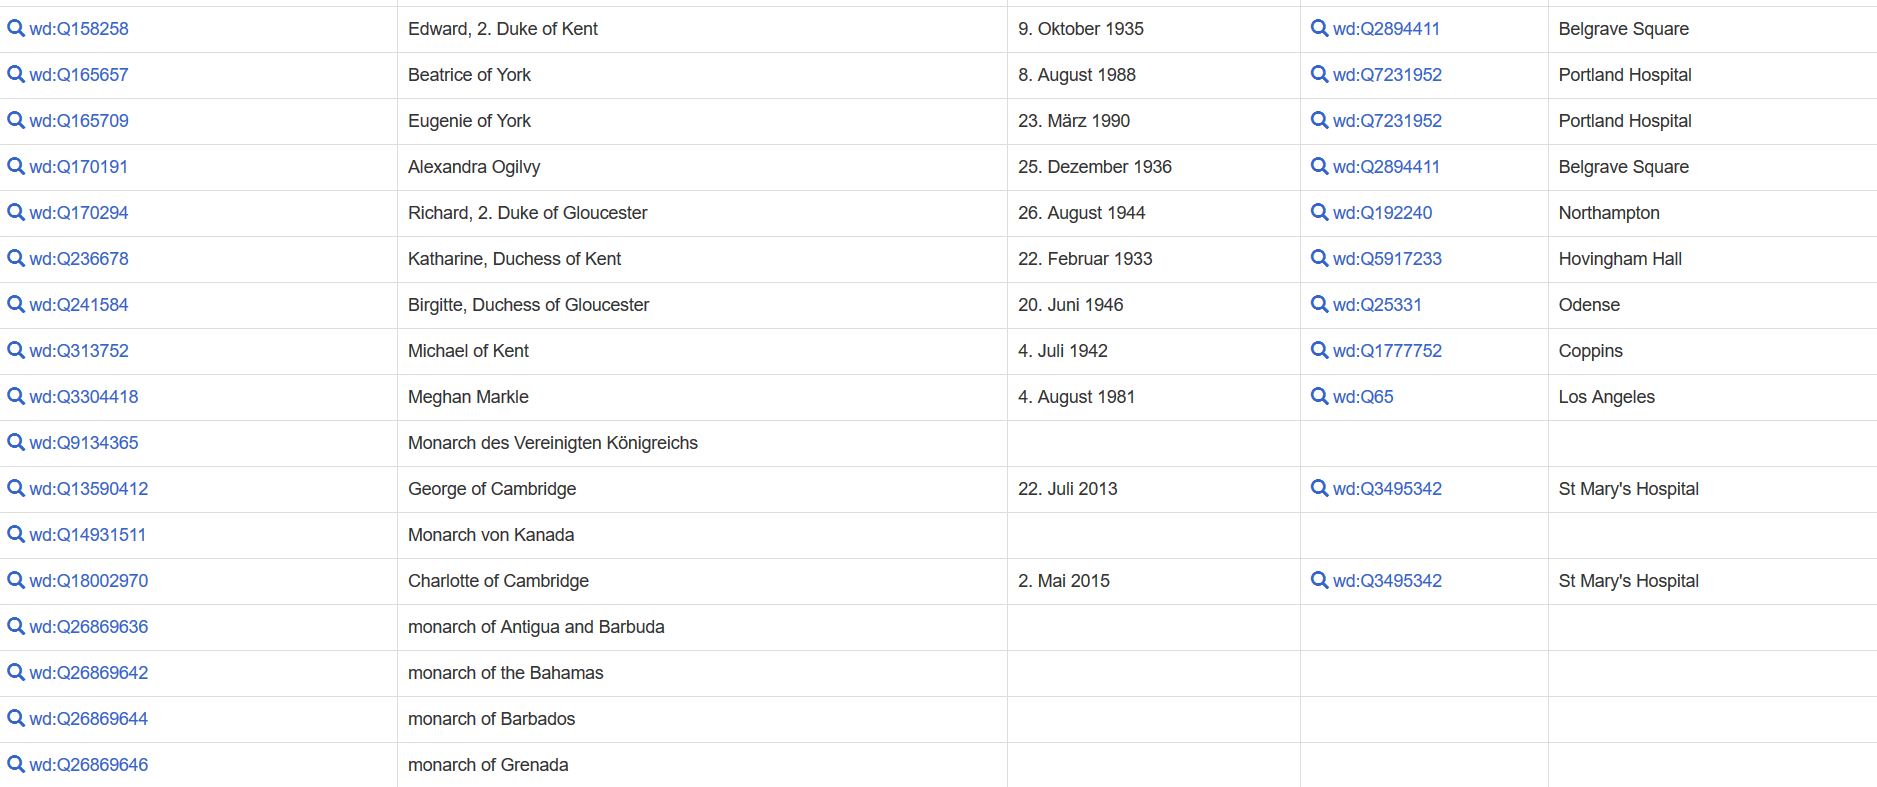 wd:Q158258 Edward, 2. Duke of Kent 9. Oktober 1935 wd:Q2894411 Belgrave Square
wd:Q165657 Beatrice of York 8. August 1988 wd:Q7231952 Portland Hospital
wd:Q165709 Eugenie of York 23. März 1990 wd:Q7231952 Portland Hospital
wd:Q170191 Alexandra Ogilvy 25. Dezember 1936 wd:Q2894411 Belgrave Square
wd:Q170294 Richard, 2. Duke of Gloucester 26. August 1944 wd:Q192240 Northampton
wd:Q236678 Katharine, Duchess of Kent 22. Februar 1933 wd:Q5917233 Hovingham Hall
wd:Q241584 Birgitte, Duchess of Gloucester 20. Juni 1946 wd:Q25331 Odense
wd:Q313752 Michael of Kent 4. Juli 1942 wd:Q1777752 Coppins
wd:Q3304418 Meghan Markle 4. August 1981 wd:Q65 Los Angeles
wd:Q9134365 Monarch des Vereinigten Königreichs
wd:Q13590412 George of Cambridge 22. Juli 2013 wd:Q3495342 St Mary's Hospital
wd:Q14931511 Monarch von Kanada
wd:Q18002970 Charlotte of Cambridge 2. Mai 2015 wd:Q3495342 St Mary's Hospital
wd:Q26869636 monarch of Antigua and Barbuda
wd:Q26869642 monarch of the Bahamas
wd:Q26869644 monarch of Barbados
wd:Q26869646 monarch of Grenada